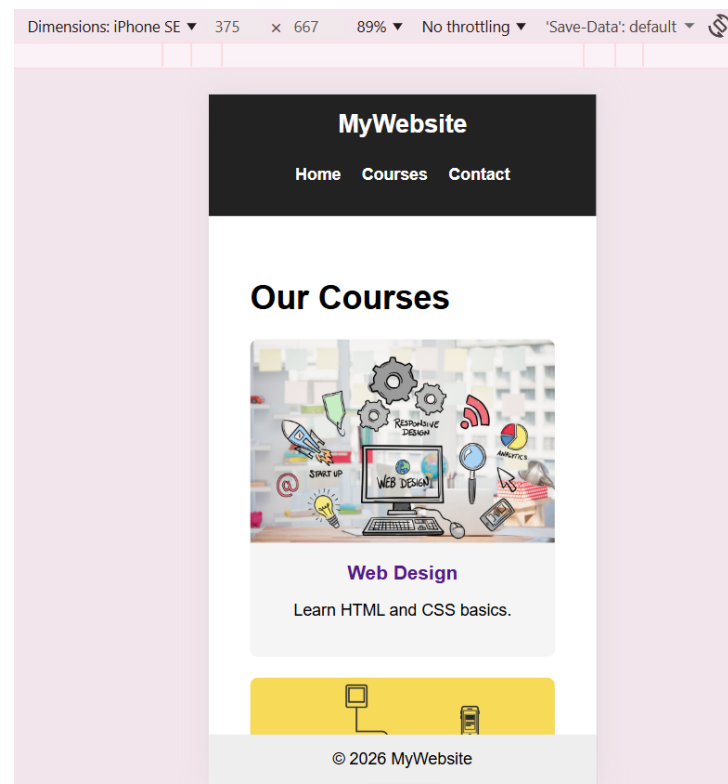 Dimensions: iPhone SE ▼ 375 × 667 89% ▼ No throttling ▼ 'Save-Data': default ▼
MyWebsite
Home Courses Contact
Our Courses
RESPONSIVE
DESIGN
START UP
WEB DESIGN
ANALYTICS
@
Web Design
Learn HTML and CSS basics.
© 2026 MyWebsite